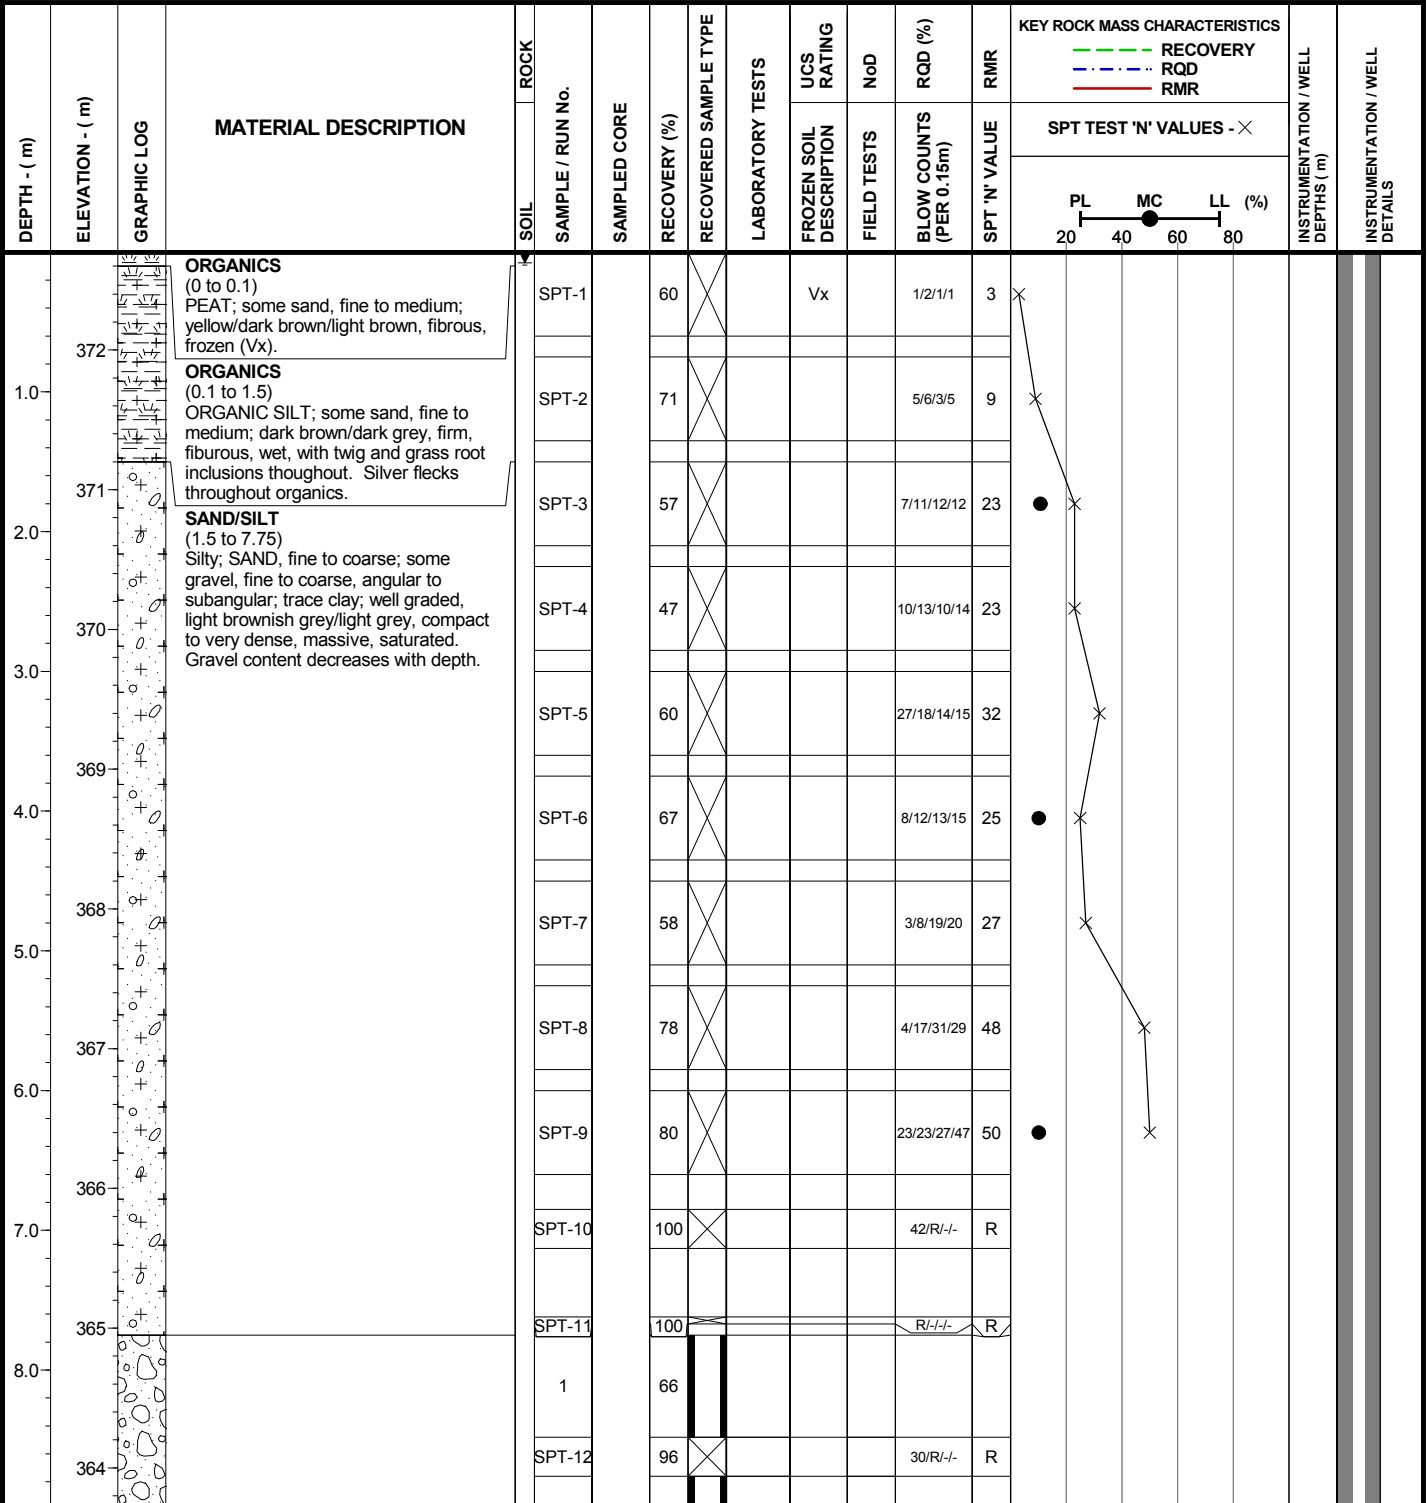 DEPTH - ( m)
ELEVATION - ( m)
GRAPHIC LOG
MATERIAL DESCRIPTION
ROCK
SOIL
SAMPLE / RUN No.
SAMPLED CORE
RECOVERY (%)
RECOVERED SAMPLE TYPE
LABORATORY TESTS
UCS
RATING
FROZEN SOIL
DESCRIPTION
NoD
FIELD TESTS
RQD (%)
BLOW COUNTS
(PER 0.15m)
RMR
SPT 'N' VALUE
KEY ROCK MASS CHARACTERISTICS
RECOVERY
RQD
RMR
SPT TEST 'N' VALUES - ×
PL MC LL (%)
20 40 60 80
INSTRUMENTATION / WELL
DEPTHS ( m)
INSTRUMENTATION / WELL
DETAILS
ORGANICS
(0 to 0.1)
PEAT; some sand, fine to medium;
yellow/dark brown/light brown, fibrous,
frozen (Vx).
ORGANICS
(0.1 to 1.5)
ORGANIC SILT; some sand, fine to
medium; dark brown/dark grey, firm,
fiburous, wet, with twig and grass root
inclusions thoughout. Silver flecks
throughout organics.
SAND/SILT
(1.5 to 7.75)
Silty; SAND, fine to coarse; some
gravel, fine to coarse, angular to
subangular; trace clay; well graded,
light brownish grey/light grey, compact
to very dense, massive, saturated.
Gravel content decreases with depth.
1.0
2.0
3.0
4.0
5.0
6.0
7.0
8.0
372
371
370
369
368
367
366
365
364
SPT-1 60 Vx 1/2/1/1 3
SPT-2 71 5/6/3/5 9
SPT-3 57 7/11/12/12 23
SPT-4 47 10/13/10/14 23
SPT-5 60 27/18/14/15 32
SPT-6 67 8/12/13/15 25
SPT-7 58 3/8/19/20 27
SPT-8 78 4/17/31/29 48
SPT-9 80 23/23/27/47 50
SPT-10 100 42/R/-/- R
SPT-11 100 R/-/-/- R
1 66
SPT-12 96 30/R/-/- R